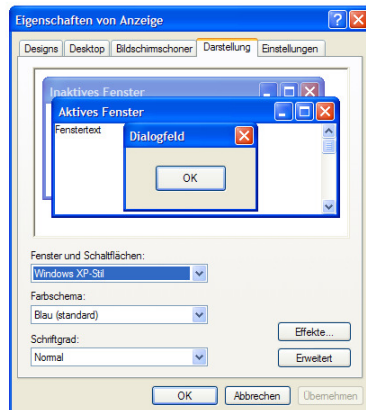 Eigenschaften von Anzeige
Designs Desktop Bildschirmschoner Darstellung Einstellungen
Inaktives Fenster
Aktives Fenster
Fenstertext
Dialogfeld
OK
Fenster und Schaltflächen:
Windows XP-Stil
Farbschema:
Blau (standard)
Effekte...
Schriftgrad:
Normal
Erweitert
OK Abbrechen Übernehmen